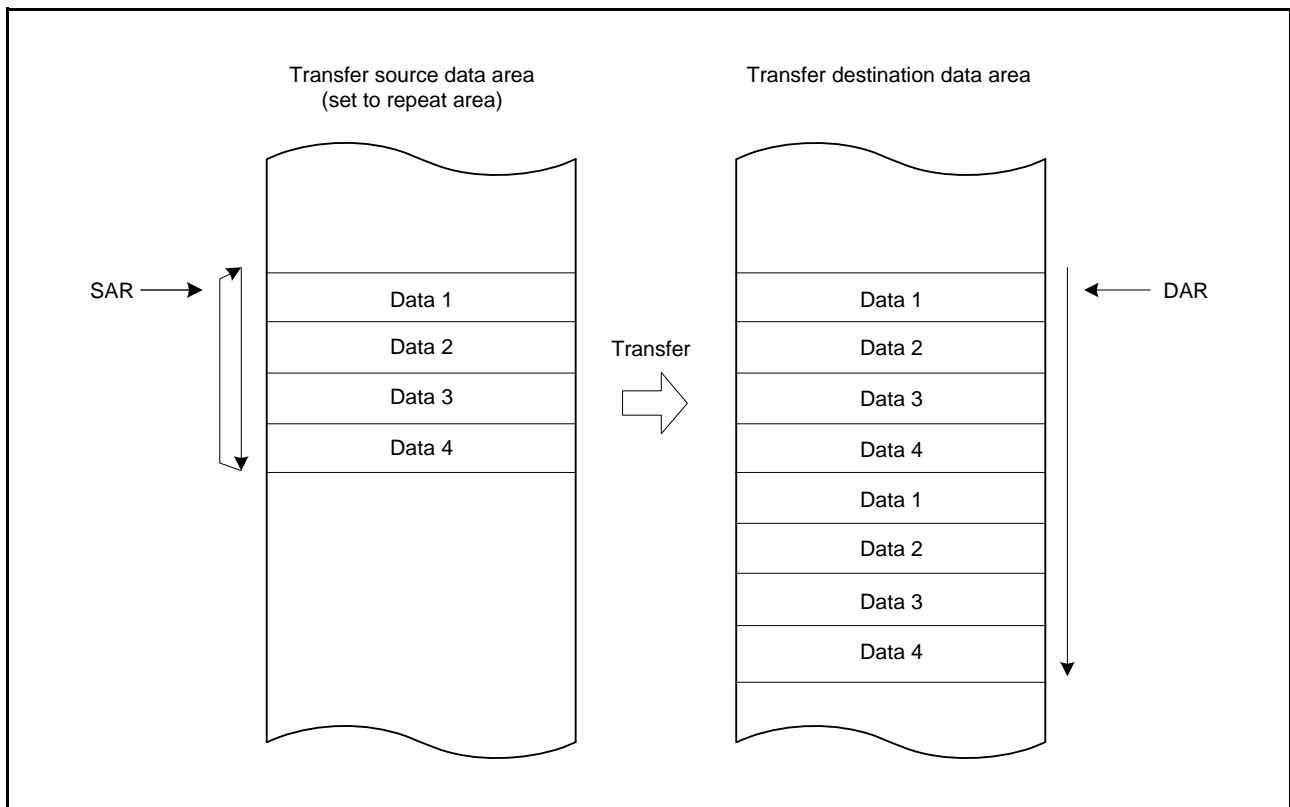 Transfer source data area
(set to repeat area)
Transfer destination data area
SAR
Data 1
Data 2
Data 3
Data 4
Transfer
Data 1
Data 2
Data 3
Data 4
Data 1
Data 2
Data 3
Data 4
DAR